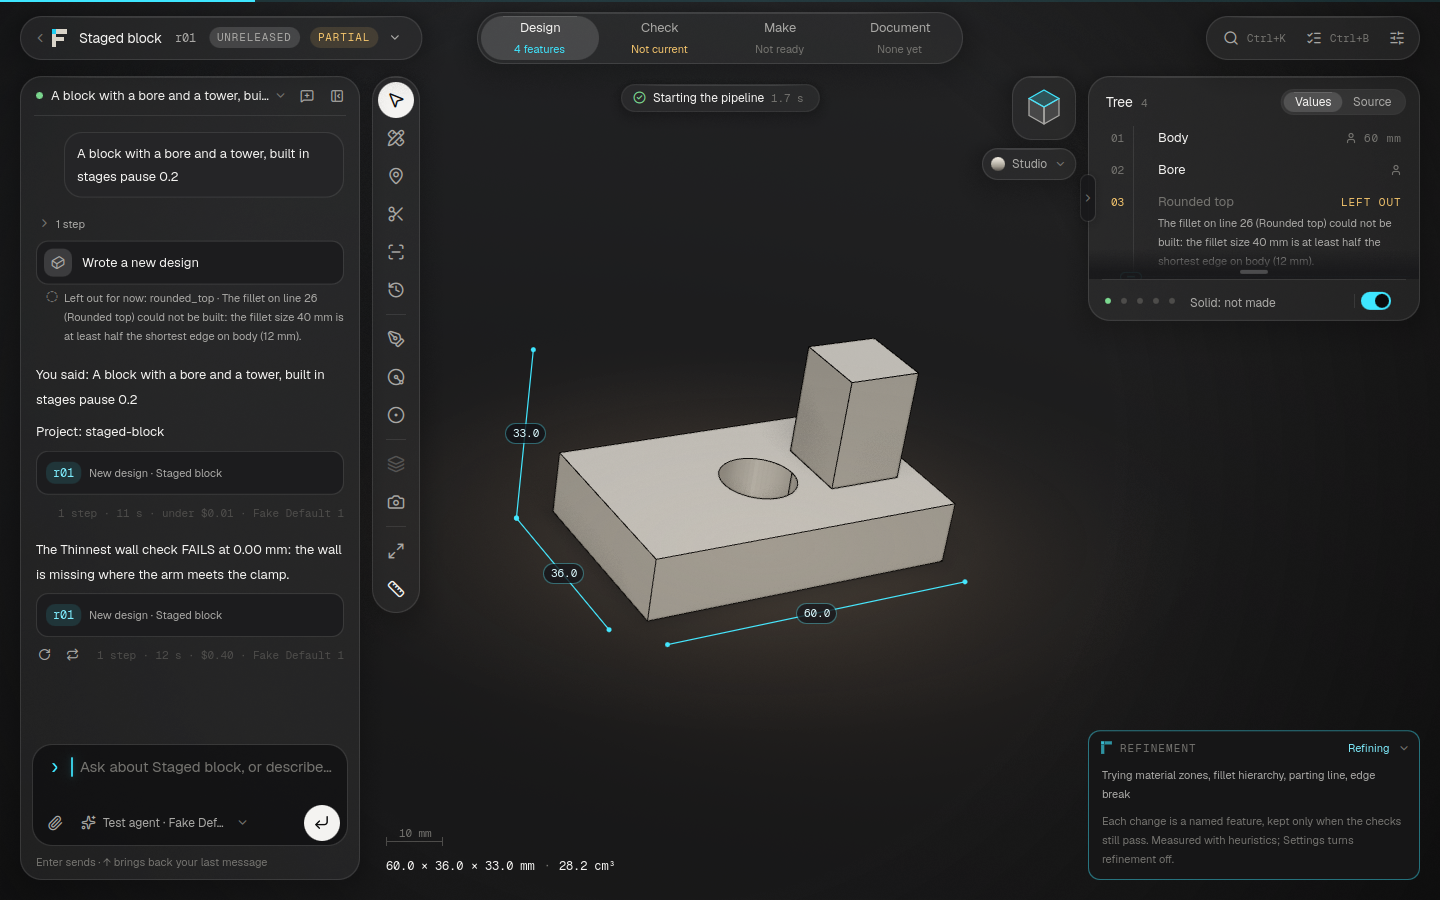 Staged block r01 UNRELEASED PARTIAL
Design
4 features
Check
Not current
Make
Not ready
Document
None yet
Ctrl+K Ctrl+B
A block with a bore and a tower, bui...
A block with a bore and a tower, built in
stages pause 0.2
1 step
Wrote a new design
Left out for now: rounded_top · The fillet on line 26
(Rounded top) could not be built: the fillet size 40 mm is
at least half the shortest edge on body (12 mm).
You said: A block with a bore and a tower, built in
stages pause 0.2
Project: staged-block
r01 New design · Staged block
1 step · 11 s · under $0.01 · Fake Default 1
The Thinnest wall check FAILS at 0.00 mm: the wall
is missing where the arm meets the clamp.
r01 New design · Staged block
1 step · 12 s · $0.40 · Fake Default 1
Ask about Staged block, or describe...
Test agent · Fake Def...
Enter sends · ↑ brings back your last message
Starting the pipeline 1.7 s
Studio
33.0
36.0
60.0
10 mm
60.0 × 36.0 × 33.0 mm · 28.2 cm³
Tree 4
Values Source
01 Body 60 mm
02 Bore
03 Rounded top LEFT OUT
The fillet on line 26 (Rounded top) could not be
built: the fillet size 40 mm is at least half the
shortest edge on body (12 mm).
Solid: not made
REFINEMENT Refining
Trying material zones, fillet hierarchy, parting line, edge
break
Each change is a named feature, kept only when the checks
still pass. Measured with heuristics; Settings turns
refinement off.